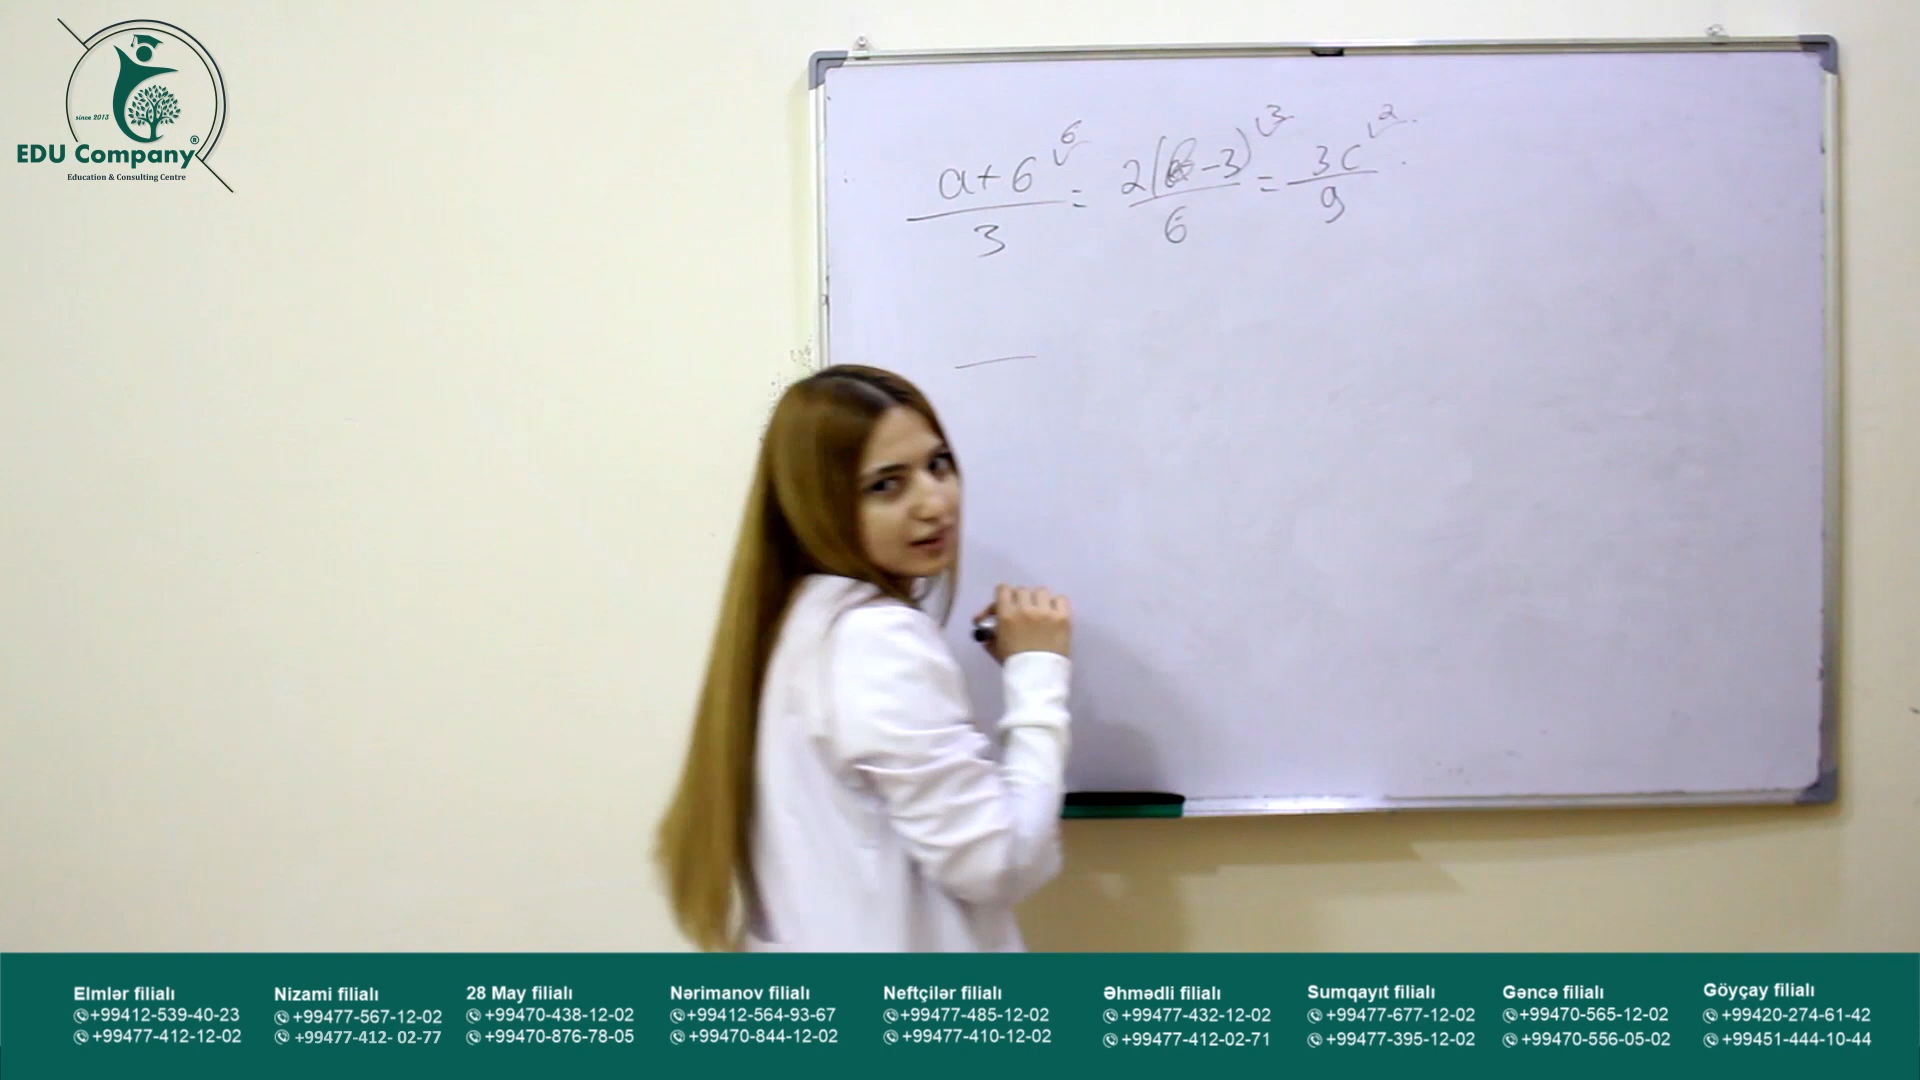 since 2013
EDU Company®
Education & Consulting Centre
6 3 2
a+6 = 2( -3) = 3c
3 6 9
Elmlər filialı
+99412-539-40-23
+99477-412-12-02
Nizami filialı
+99477-567-12-02
+99477-412- 02-77
28 May filialı
+99470-438-12-02
+99470-876-78-05
Nərimanov filialı
+99412-564-93-67
+99470-844-12-02
Neftçilər filialı
+99477-485-12-02
+99477-410-12-02
Əhmədli filialı
+99477-432-12-02
+99477-412-02-71
Sumqayıt filialı
+99477-677-12-02
+99477-395-12-02
Gəncə filialı
+99470-565-12-02
+99470-556-05-02
Göyçay filialı
+99420-274-61-42
+99451-444-10-44